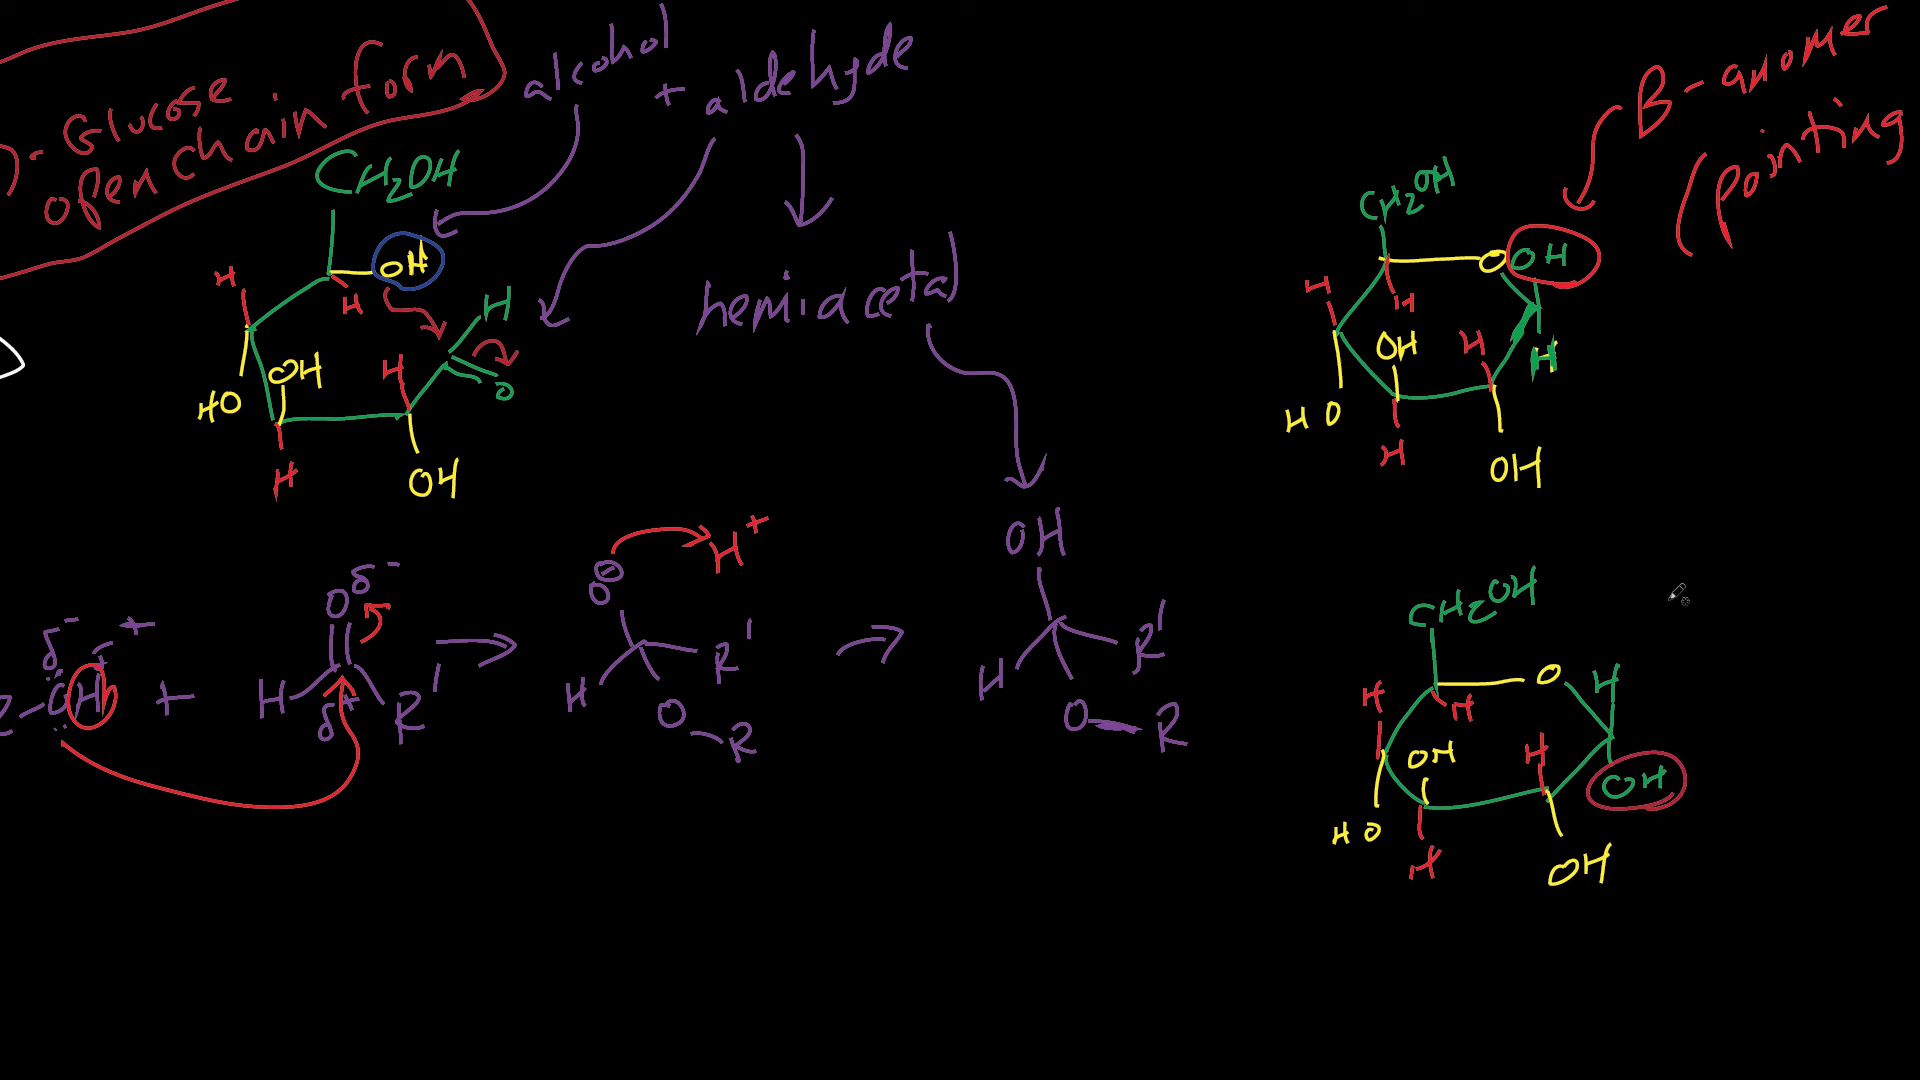 D-Glucose
open chain form
alcohol + aldehyde
hemiacetal
B-anomer
(pointing
CH2OH
OH
H
H
H
OH
HO
H
O
H
OH
CH2OH
O
OH
H
H
OH
H
H
HO
H
OH
OH
δ- δ+
OH + H
O δ-
δ+
R'
O⊖
H+
H
R'
O-R
OH
H
R'
O-R
CH2OH
O
H
H
H
OH
H
OH
HO
H
OH